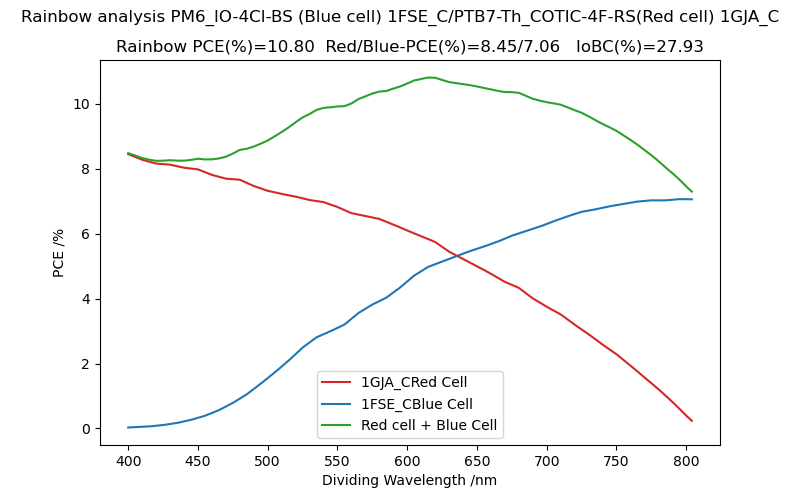 Rainbow analysis PM6_IO-4Cl-BS (Blue cell) 1FSE_C/PTB7-Th_COTIC-4F-RS(Red cell) 1GJA_C
Rainbow PCE(%)=10.80 Red/Blue-PCE(%)=8.45/7.06 IoBC(%)=27.93
PCE /%
10
8
6
4
2
0
1GJA_CRed Cell
1FSE_CBlue Cell
Red cell + Blue Cell
400 450 500 550 600 650 700 750 800
Dividing Wavelength /nm